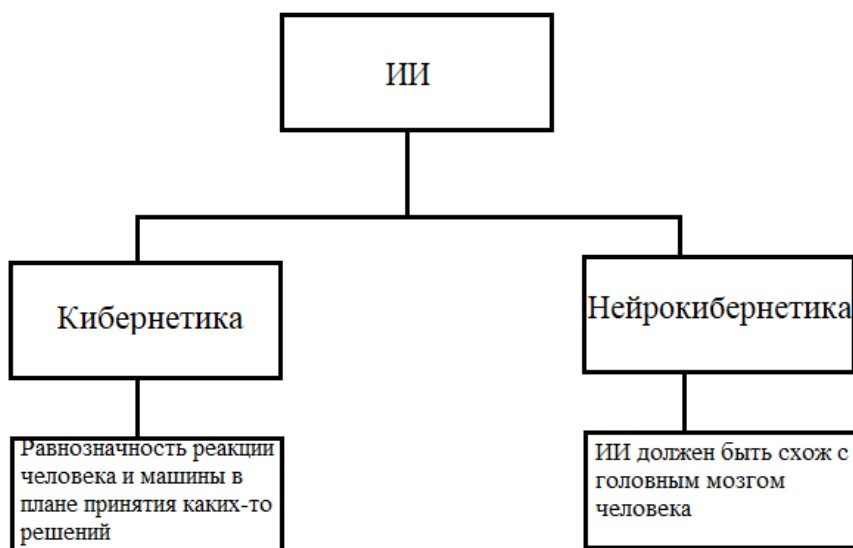 ИИ
Кибернетика
Нейрокибернетика
Равнозначность реакции
человека и машины в
плане принятия каких-то
решений
ИИ должен быть схож с
головным мозгом
человека